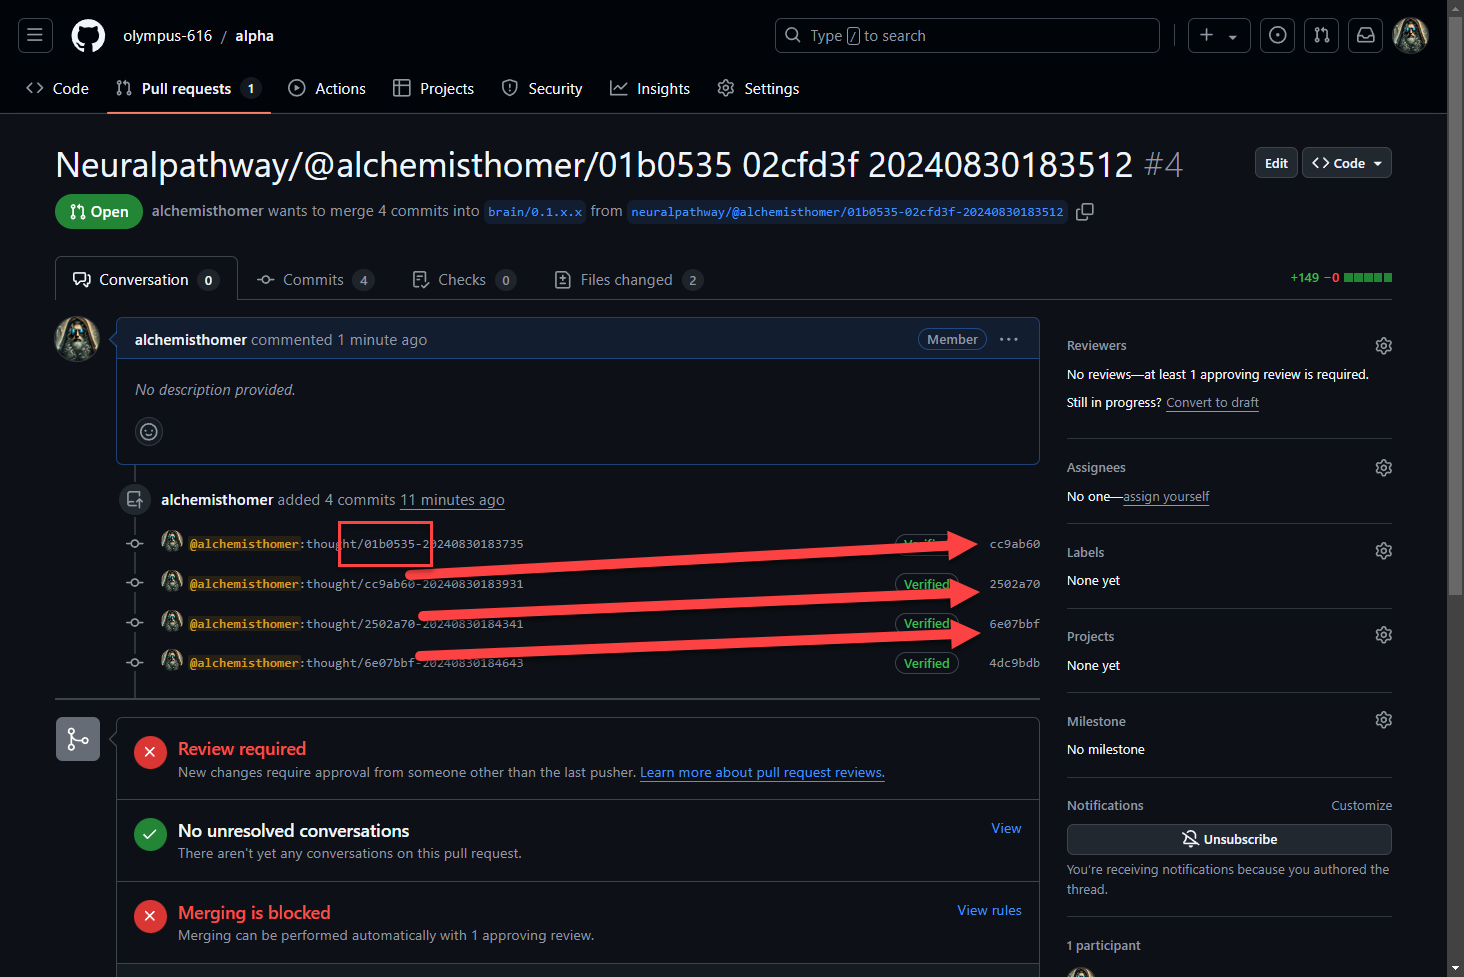 olympus-616 / alpha
Type / to search
Code
Pull requests 1
Actions
Projects
Security
Insights
Settings
Neuralpathway/@alchemisthomer/01b0535 02cfd3f 20240830183512 #4
Edit
Code
Open
alchemisthomer wants to merge 4 commits into brain/0.1.x.x from neuralpathway/@alchemisthomer/01b0535-02cfd3f-20240830183512
Conversation 0
Commits 4
Checks 0
Files changed 2
+149 −0
alchemisthomer commented 1 minute ago
Member
No description provided.
alchemisthomer added 4 commits 11 minutes ago
@alchemisthomer:thought/01b0535-20240830183735
Verified
cc9ab60
@alchemisthomer:thought/cc9ab60-20240830183931
Verified
2502a70
@alchemisthomer:thought/2502a70-20240830184341
Verified
6e07bbf
@alchemisthomer:thought/6e07bbf-20240830184643
Verified
4dc9bdb
Review required
New changes require approval from someone other than the last pusher. Learn more about pull request reviews.
No unresolved conversations
There aren't yet any conversations on this pull request.
View
Merging is blocked
Merging can be performed automatically with 1 approving review.
View rules
Reviewers
No reviews—at least 1 approving review is required.
Still in progress? Convert to draft
Assignees
No one—assign yourself
Labels
None yet
Projects
None yet
Milestone
No milestone
Notifications
Customize
Unsubscribe
You're receiving notifications because you authored the
thread.
1 participant